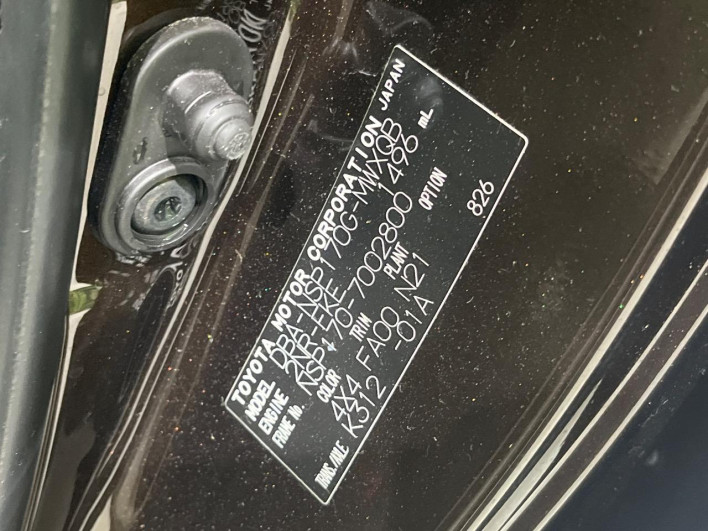 TOYOTA MOTOR CORPORATION JAPAN
MODEL DBA-NSP170G-MWXQB
ENGINE 2NR-FKE 1496 mL
FRAME No. NSP170-7002800
COLOR TRIM PLANT OPTION
4X4 FA00 N21
TRANS./AXLE K312 -01A 826